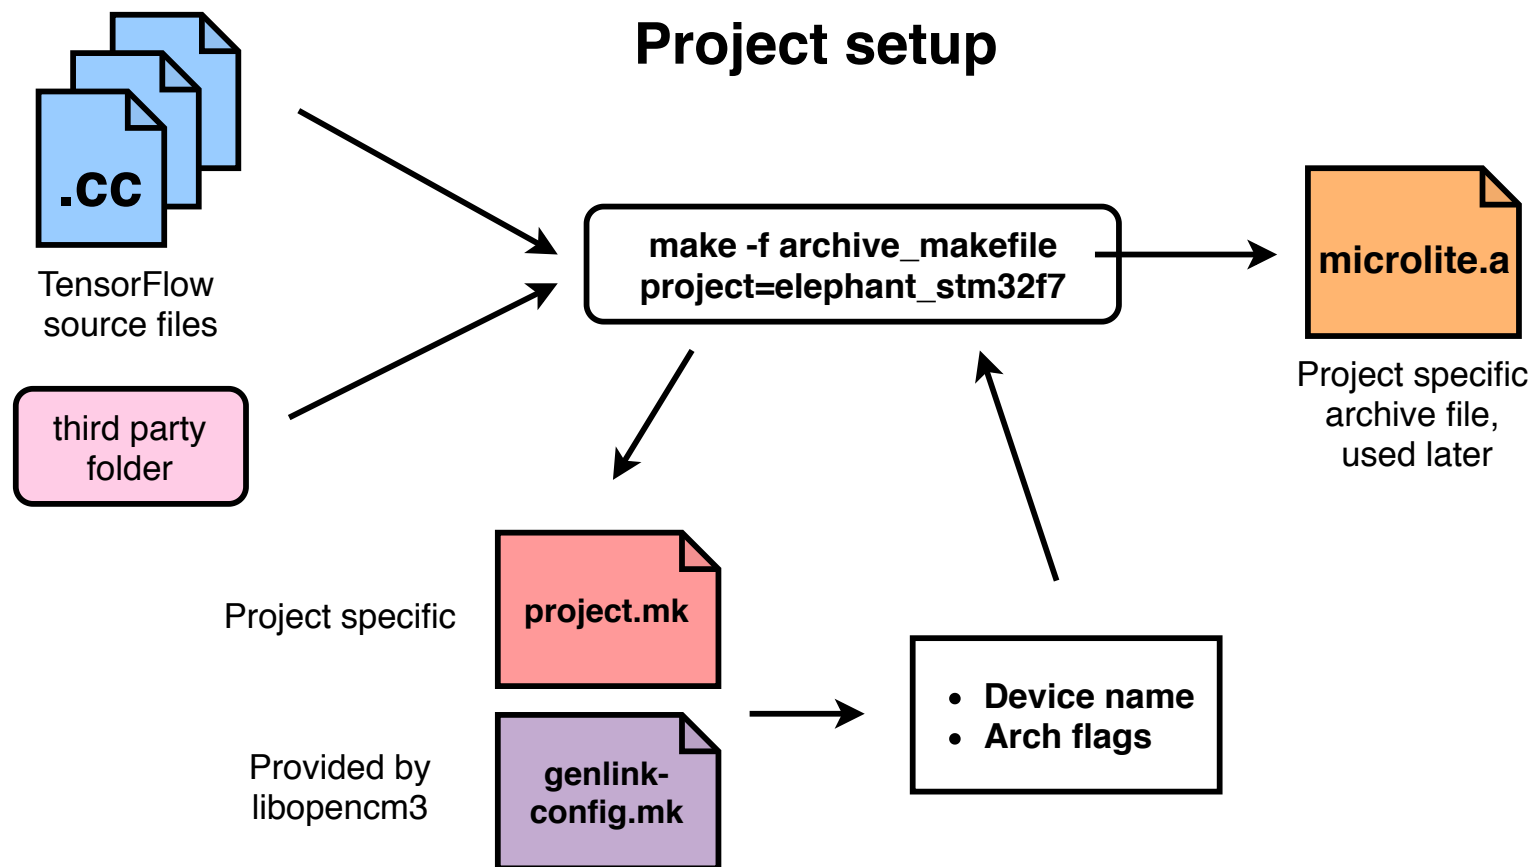 Project setup
.cc
TensorFlow
source files
third party
folder
make -f archive_makefile
project=elephant_stm32f7
microlite.a
Project specific
archive file,
used later
Project specific
project.mk
Provided by
libopencm3
genlink-
config.mk
• Device name
• Arch flags